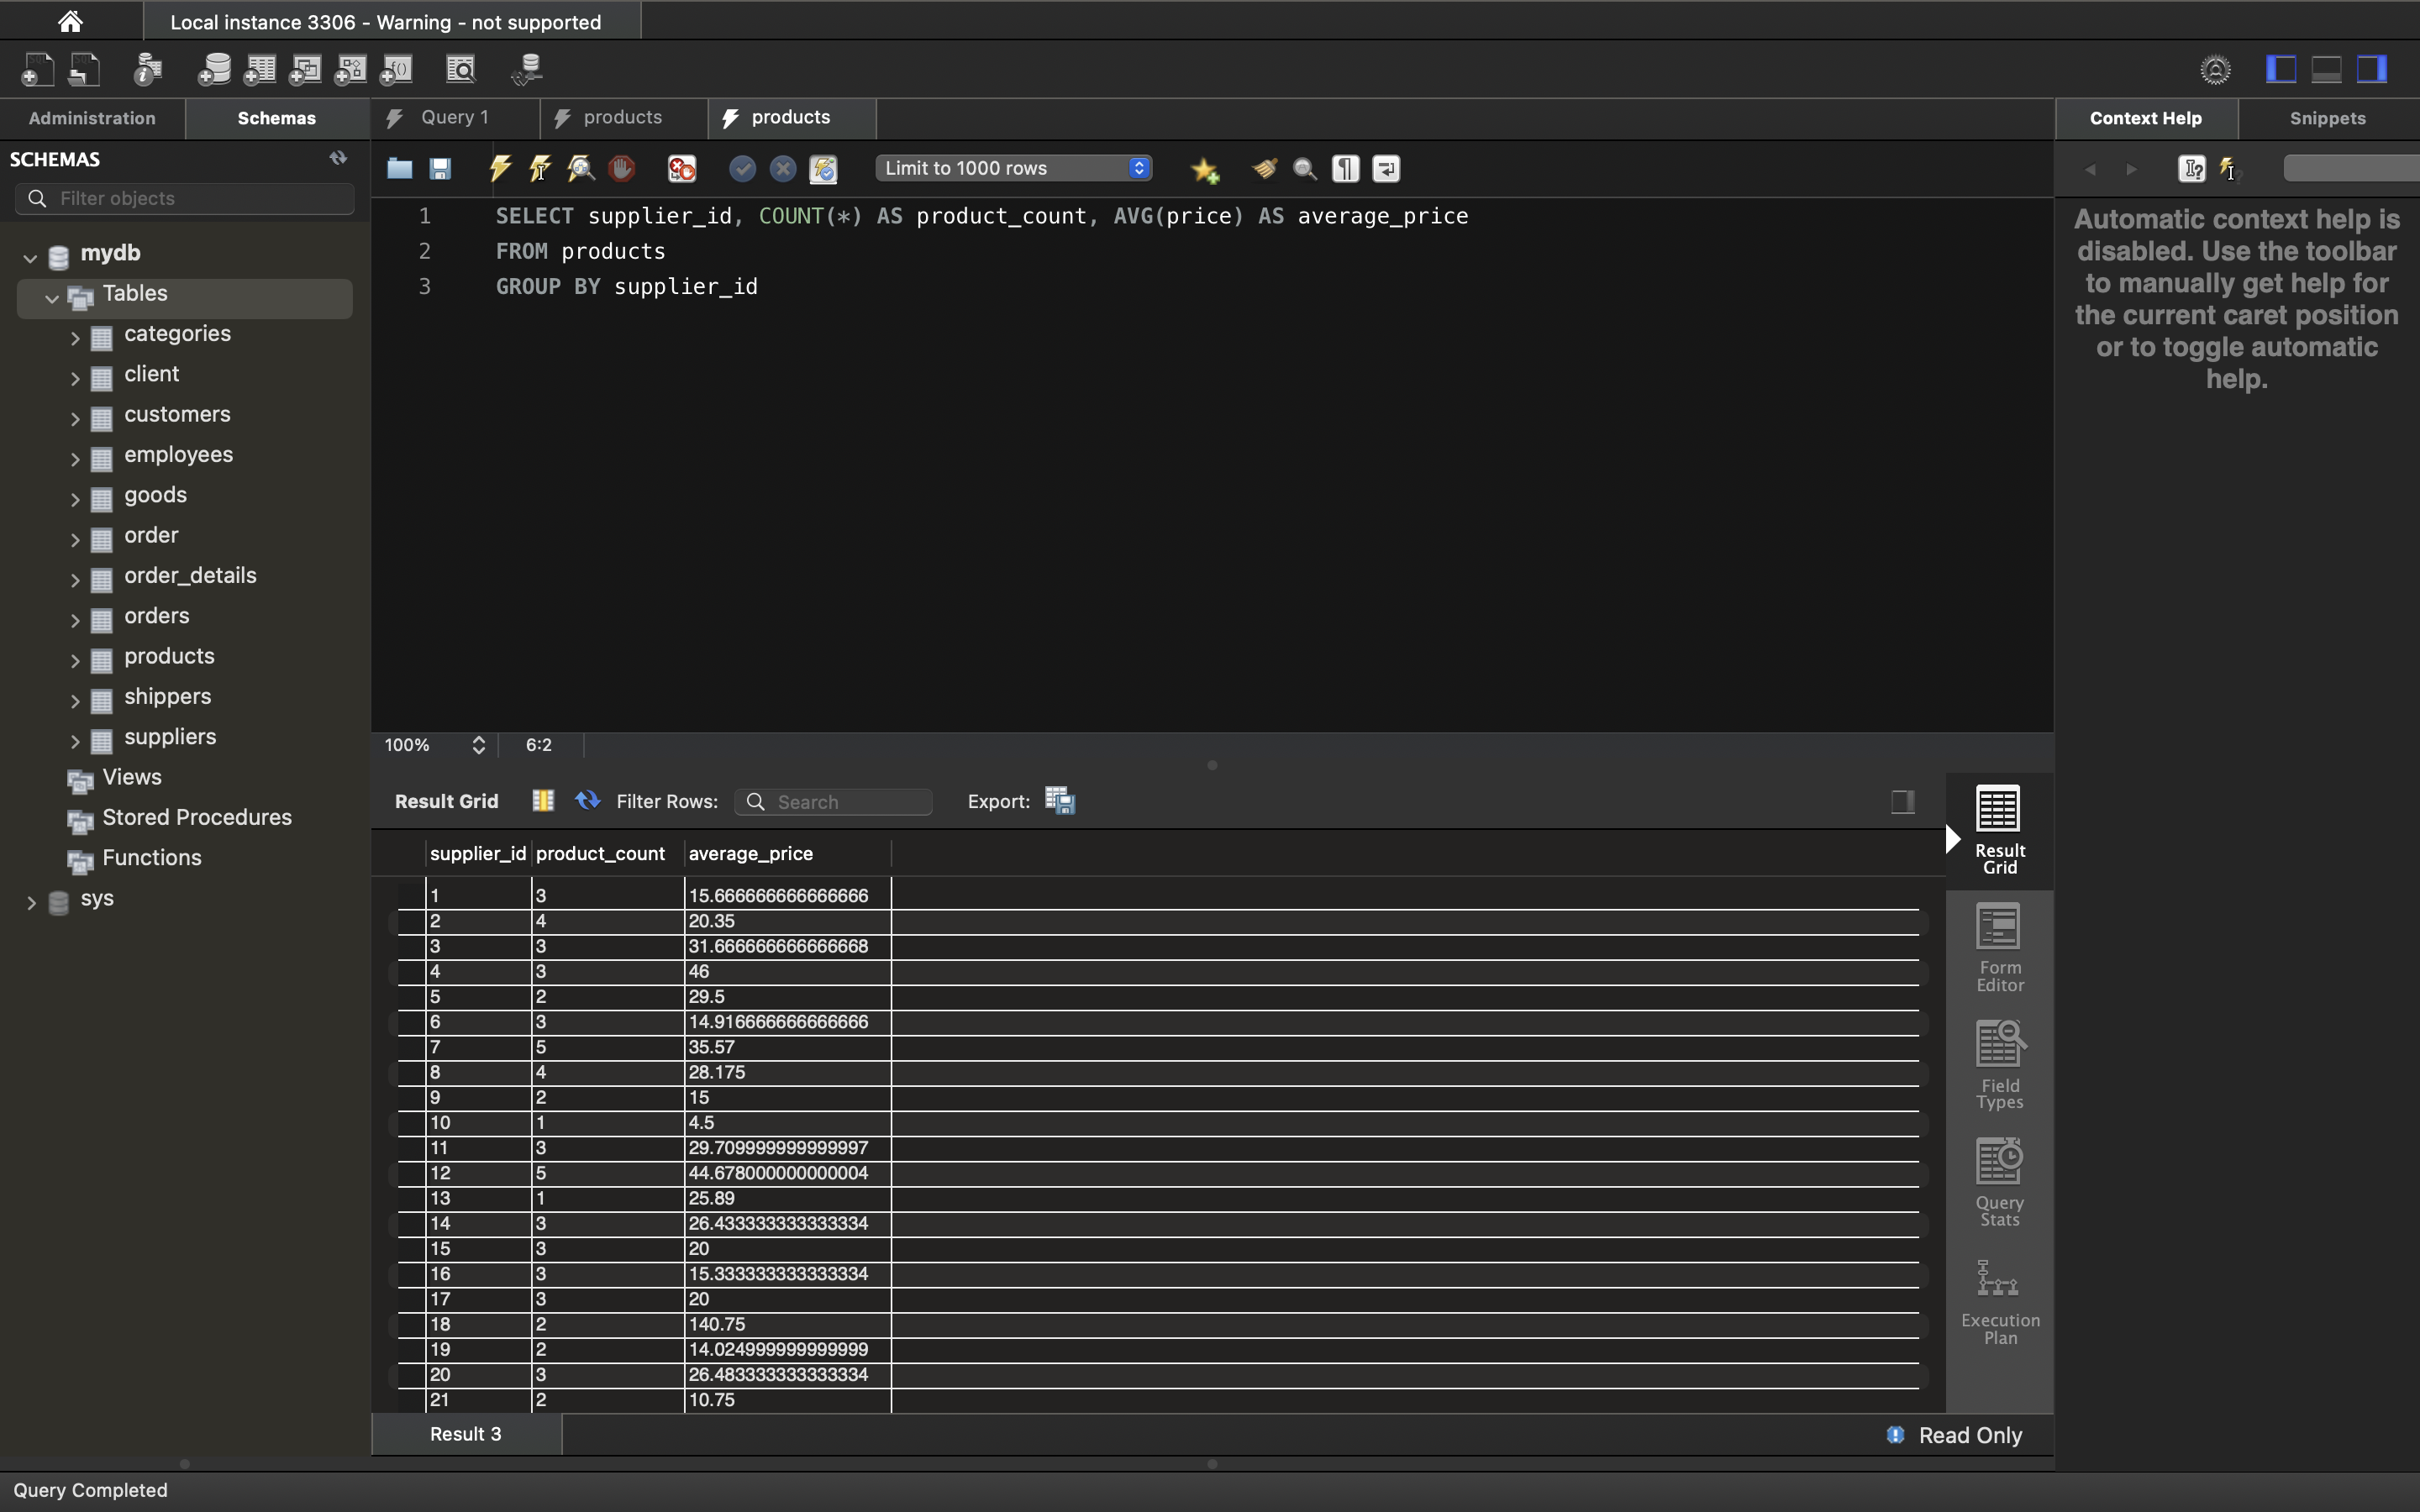 Local instance 3306 - Warning - not supported
Administration
Schemas
Query 1
products
products
Context Help
Snippets
SCHEMAS
Filter objects
mydb
Tables
categories
client
customers
employees
goods
order
order_details
orders
products
shippers
suppliers
Views
Stored Procedures
Functions
sys
Limit to 1000 rows
1 SELECT supplier_id, COUNT(*) AS product_count, AVG(price) AS average_price
2 FROM products
3 GROUP BY supplier_id
Automatic context help is
disabled. Use the toolbar
to manually get help for
the current caret position
or to toggle automatic
help.
100% 6:2
Result Grid Filter Rows: Search Export:
supplier_id product_count average_price
1 3 15.666666666666666
2 4 20.35
3 3 31.666666666666668
4 3 46
5 2 29.5
6 3 14.916666666666666
7 5 35.57
8 4 28.175
9 2 15
10 1 4.5
11 3 29.709999999999997
12 5 44.678000000000004
13 1 25.89
14 3 26.433333333333334
15 3 20
16 3 15.333333333333334
17 3 20
18 2 140.75
19 2 14.024999999999999
20 3 26.483333333333334
21 2 10.75
Result
Grid
Form
Editor
Field
Types
Query
Stats
Execution
Plan
Result 3
Read Only
Query Completed